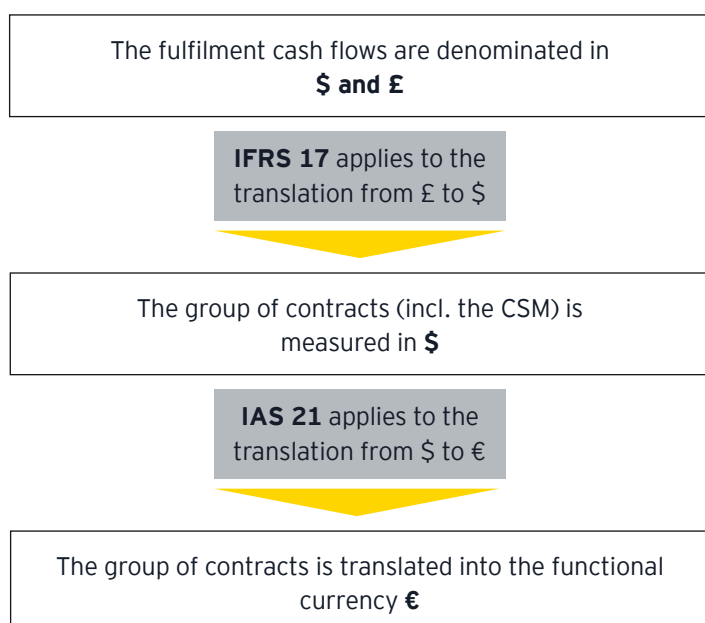 The fulfilment cash flows are denominated in
$ and £
IFRS 17 applies to the
translation from £ to $
The group of contracts (incl. the CSM) is
measured in $
IAS 21 applies to the
translation from $ to €
The group of contracts is translated into the functional
currency €